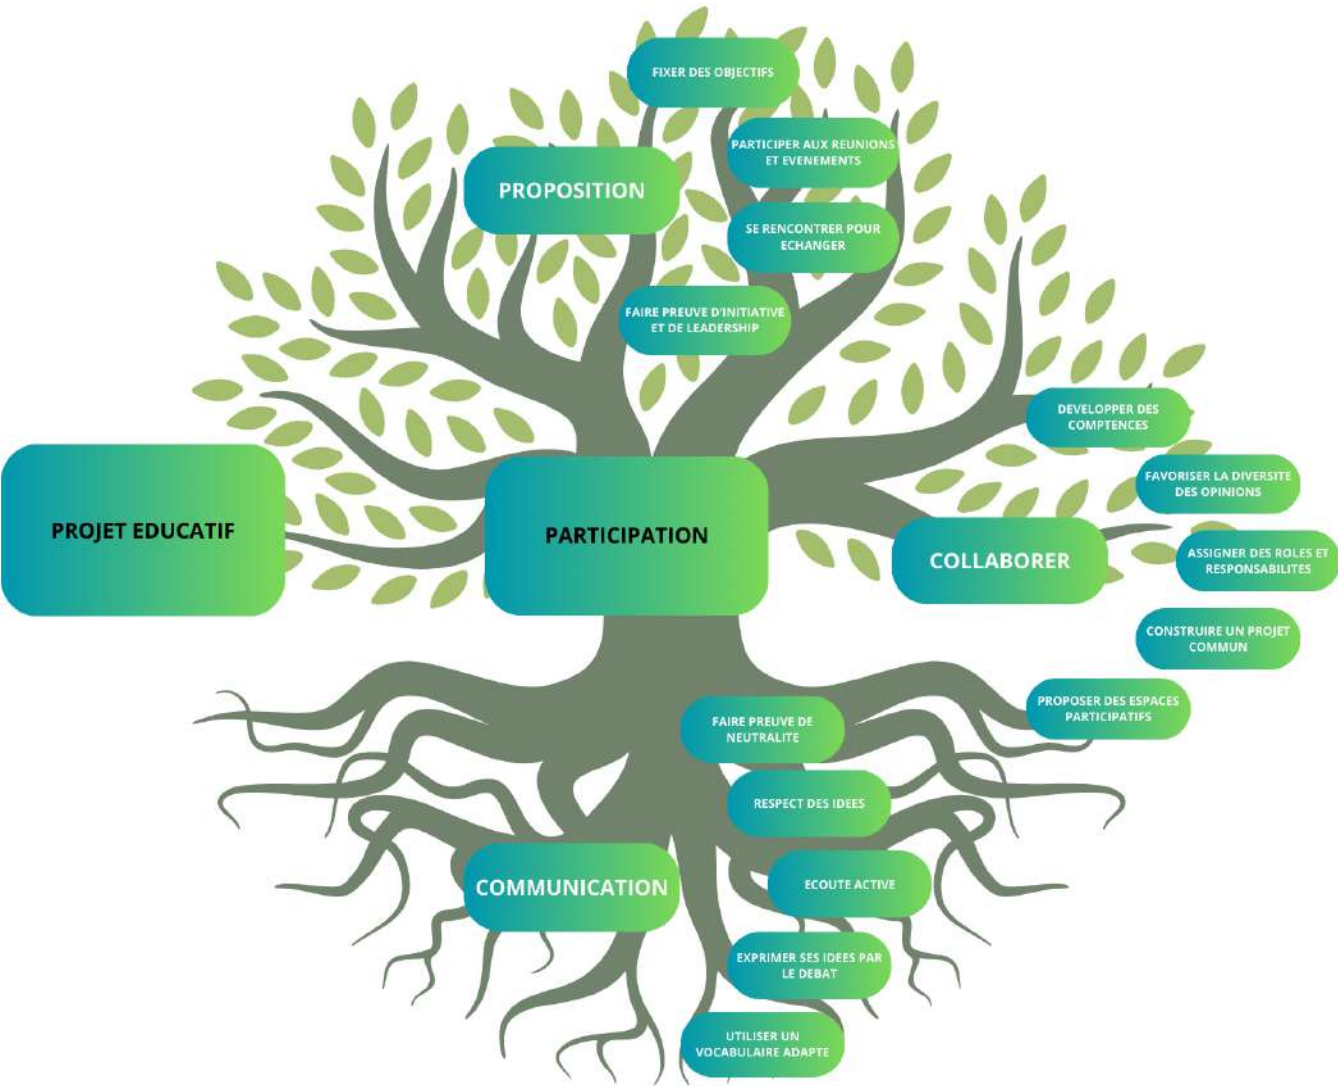 FIXER DES OBJECTIFS
PARTICIPER AUX REUNIONS
ET EVENEMENTS
PROPOSITION
SE RENCONTRER POUR
ECHANGER
FAIRE PREUVE D'INITIATIVE
ET DE LEADERSHIP
PROJET EDUCATIF
PARTICIPATION
COLLABORER
DEVELOPPER DES
COMPTENCES
FAVORISER LA DIVERSITE
DES OPINIONS
ASSIGNER DES ROLES ET
RESPONSABILITES
CONSTRUIRE UN PROJET
COMMUN
PROPOSER DES ESPACES
PARTICIPATIFS
COMMUNICATION
FAIRE PREUVE DE
NEUTRALITE
RESPECT DES IDEES
ECOUTE ACTIVE
EXPRIMER SES IDEES PAR
LE DEBAT
UTILISER UN
VOCABULAIRE ADAPTE